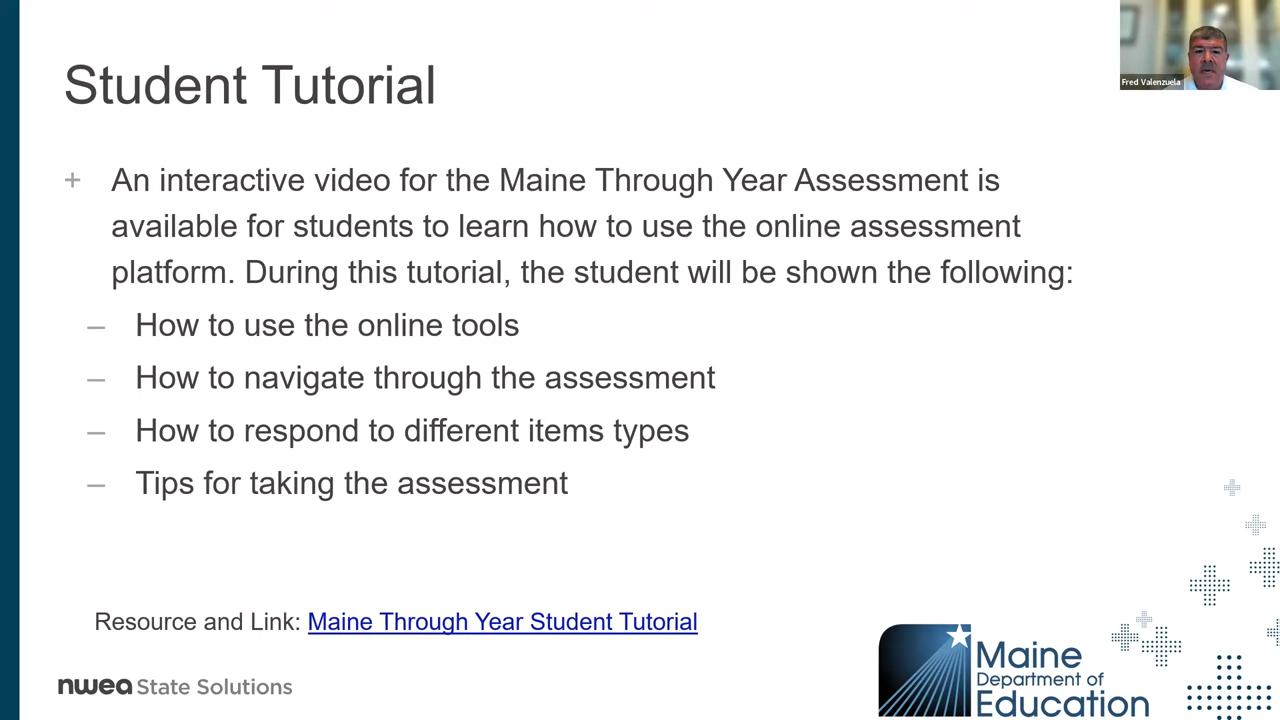 Student Tutorial
Fred Valenzuela
+ An interactive video for the Maine Through Year Assessment is
available for students to learn how to use the online assessment
platform. During this tutorial, the student will be shown the following:
– How to use the online tools
– How to navigate through the assessment
– How to respond to different items types
– Tips for taking the assessment
Resource and Link: Maine Through Year Student Tutorial
nwea State Solutions
Maine
Department of
Education